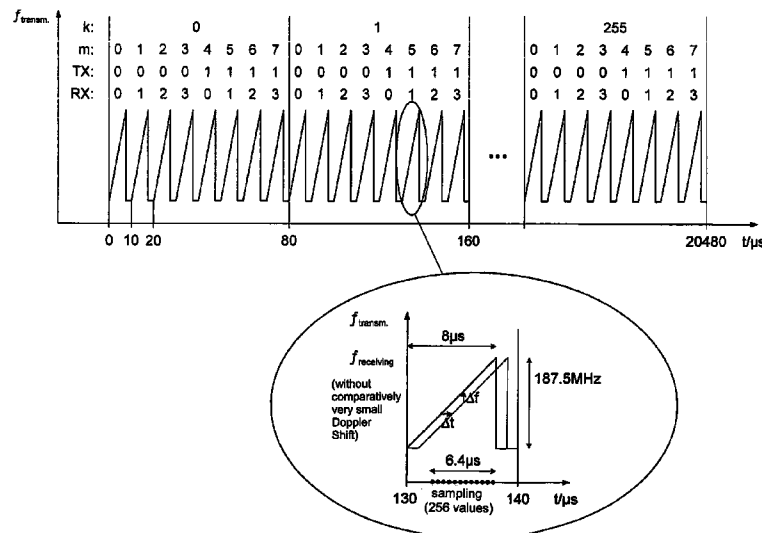 f transm.
k: 0 1 255
m: 0 1 2 3 4 5 6 7 0 1 2 3 4 5 6 7 0 1 2 3 4 5 6 7
TX: 0 0 0 0 1 1 1 1 0 0 0 0 1 1 1 1 0 0 0 0 1 1 1 1
RX: 0 1 2 3 0 1 2 3 0 1 2 3 0 1 2 3 0 1 2 3 0 1 2 3
...
0 10 20 80 160 20480 t/µs
f transm.
8µs
f receiving
(without
comparatively
very small
Doppler
Shift)
187.5MHz
Δf
Δt
6.4µs
130 sampling 140 t/µs
(256 values)